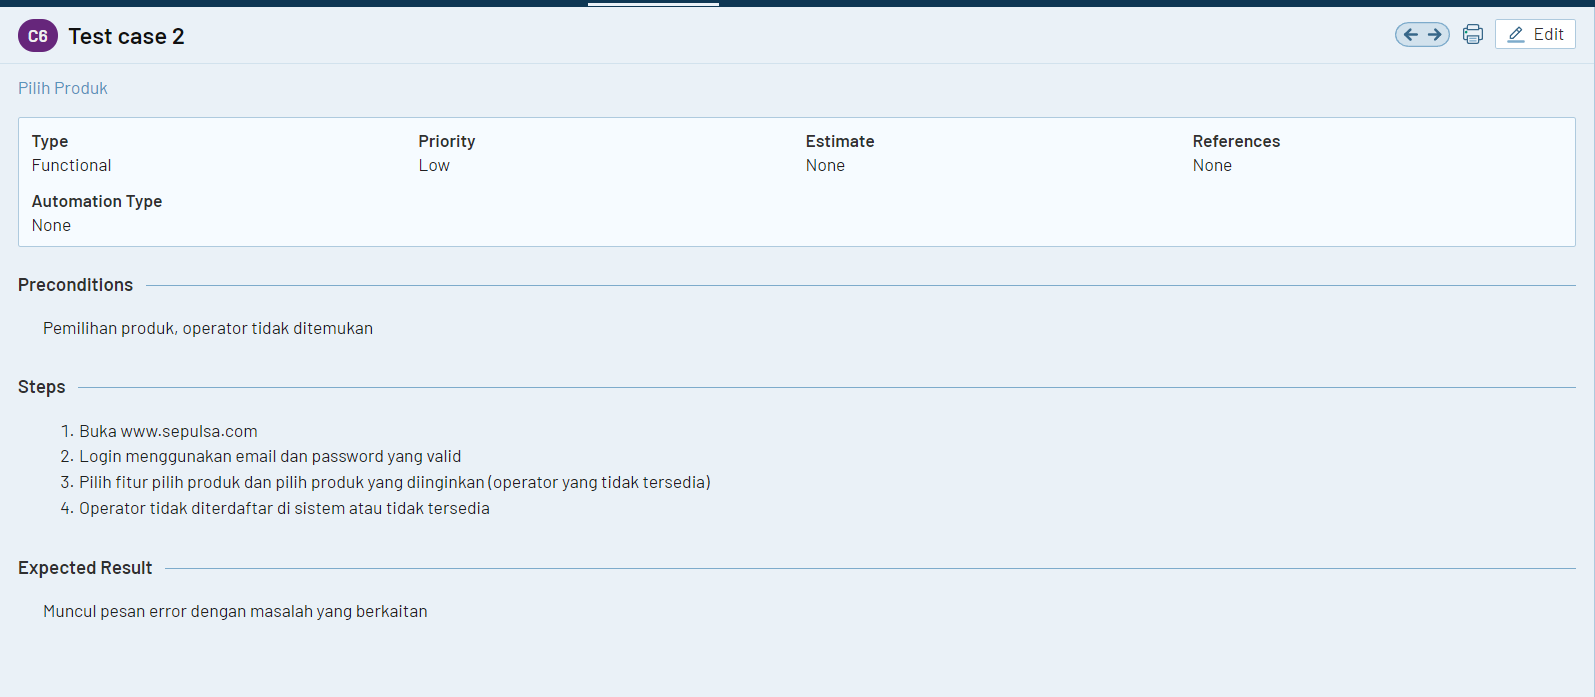 C6 Test case 2
Edit
Pilih Produk
Type Priority Estimate References
Functional Low None None
Automation Type
None
Preconditions
Pemilihan produk, operator tidak ditemukan
Steps
1. Buka www.sepulsa.com
2. Login menggunakan email dan password yang valid
3. Pilih fitur pilih produk dan pilih produk yang diinginkan (operator yang tidak tersedia)
4. Operator tidak diterdaftar di sistem atau tidak tersedia
Expected Result
Muncul pesan error dengan masalah yang berkaitan